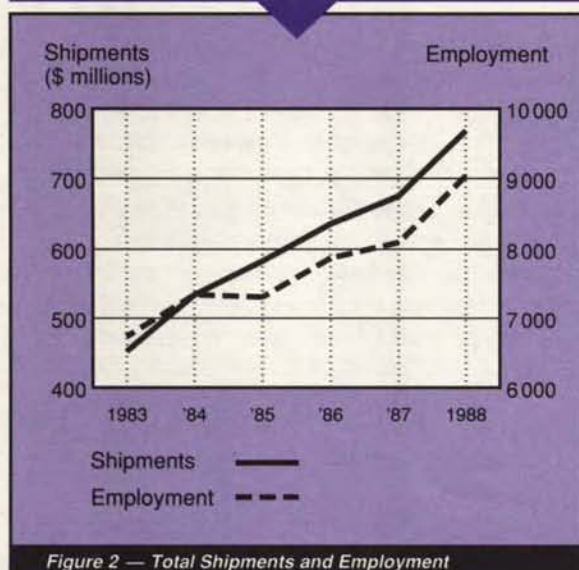 Shipments
($ millions)
Employment
800
10 000
700
9 000
600
8 000
500
7 000
400
6 000
1983
'84
'85
'86
'87
1988
Shipments
Employment
Figure 2 — Total Shipments and Employment